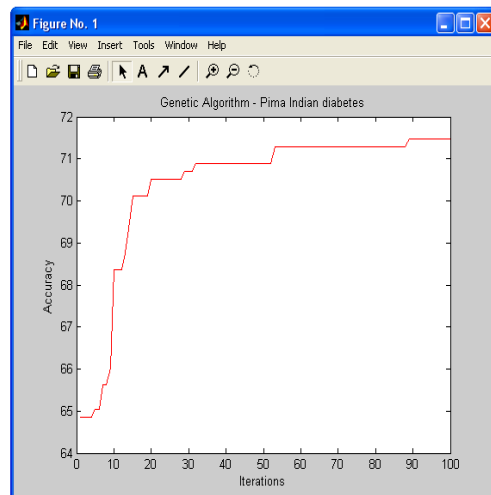 Figure No. 1
File Edit View Insert Tools Window Help
A
Genetic Algorithm - Pima Indian diabetes
72
71
70
69
68
67
66
65
64
Accuracy
0 10 20 30 40 50 60 70 80 90 100
Iterations